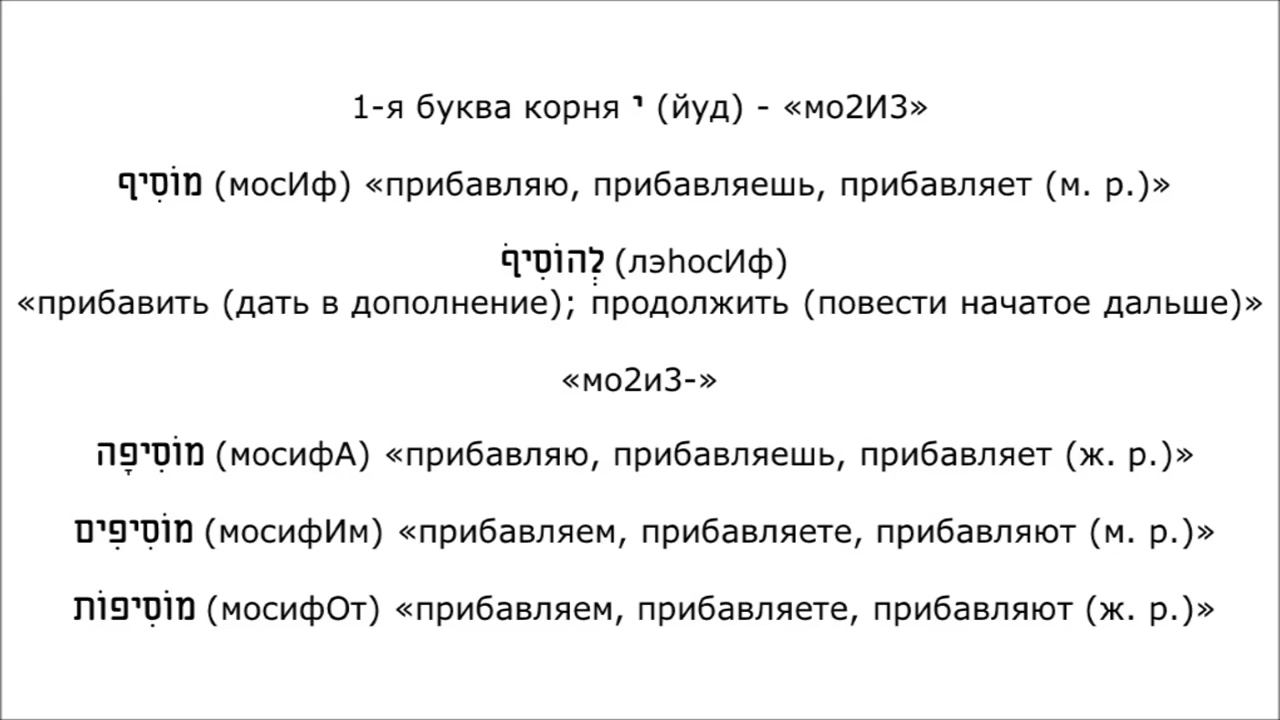 1-я буква корня י (йуд) - «мо2И3»
מוֹסִיף (мосИф) «прибавляю, прибавляешь, прибавляет (м. р.)»
לְהוֹסִיף (лэhосИф)
«прибавить (дать в дополнение); продолжить (повести начатое дальше)»
«мо2и3-»
מוֹסִיפָה (мосифА) «прибавляю, прибавляешь, прибавляет (ж. р.)»
מוֹסִיפִים (мосифИм) «прибавляем, прибавляете, прибавляют (м. р.)»
מוֹסִיפוֹת (мосифОт) «прибавляем, прибавляете, прибавляют (ж. р.)»